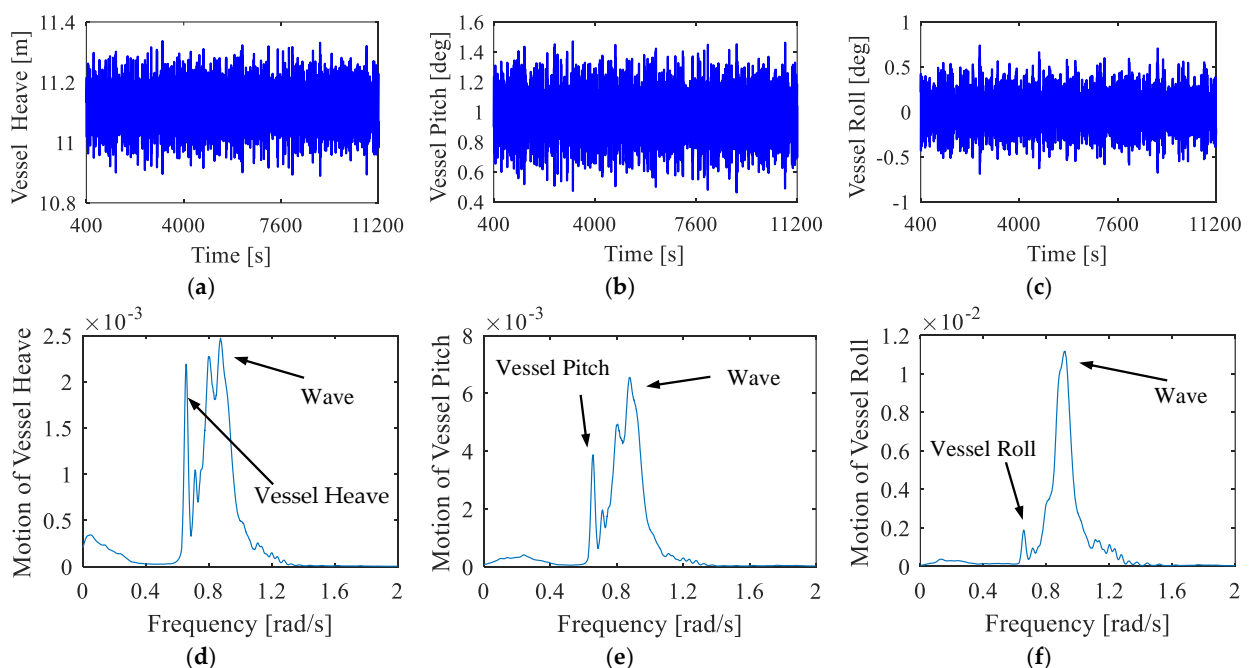 11.4
11.2
11
10.8
Vessel Heave [m]
400 4000 7600 11200
Time [s]
(a)
1.6
1.4
1.2
1
0.8
0.6
0.4
Vessel Pitch [deg]
400 4000 7600 11200
Time [s]
(b)
1
0.5
0
-0.5
-1
Vessel Roll [deg]
400 4000 7600 11200
Time [s]
(c)
×10⁻³
2.5
2
1.5
1
0.5
0
Motion of Vessel Heave
Wave
Vessel Heave
0 0.4 0.8 1.2 1.6 2
Frequency [rad/s]
(d)
×10⁻³
8
6
4
2
0
Motion of Vessel Pitch
Vessel Pitch
Wave
0 0.4 0.8 1.2 1.6 2
Frequency [rad/s]
(e)
×10⁻²
1.2
1
0.8
0.6
0.4
0.2
0
Motion of Vessel Roll
Wave
Vessel Roll
0 0.4 0.8 1.2 1.6 2
Frequency [rad/s]
(f)